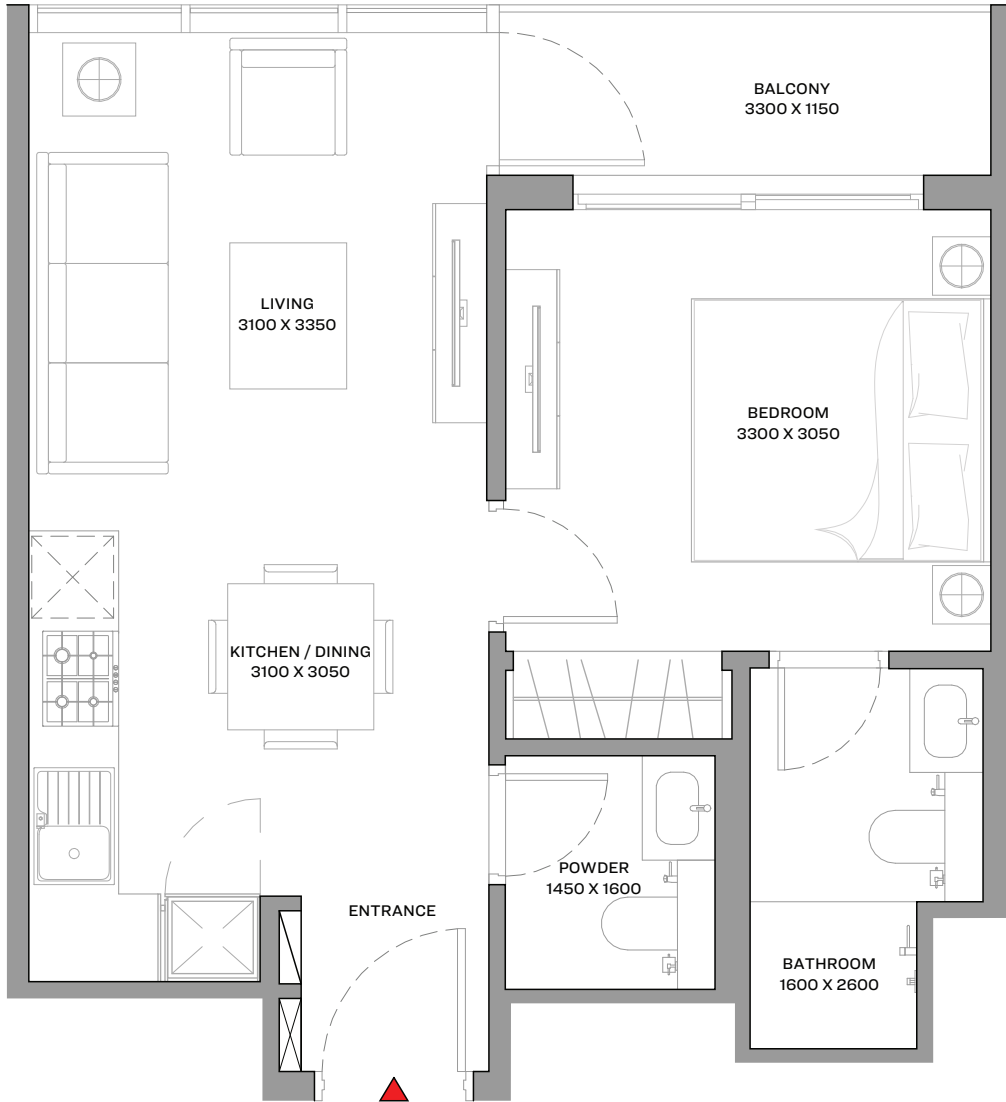 BALCONY
3300 X 1150
LIVING
3100 X 3350
BEDROOM
3300 X 3050
KITCHEN / DINING
3100 X 3050
POWDER
1450 X 1600
ENTRANCE
BATHROOM
1600 X 2600